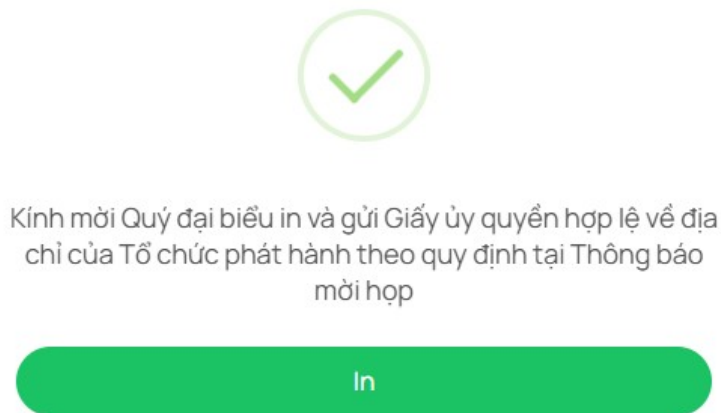 Kính mời Quý đại biểu in và gửi Giấy ủy quyền hợp lệ về địa
chỉ của Tổ chức phát hành theo quy định tại Thông báo
mời họp
In